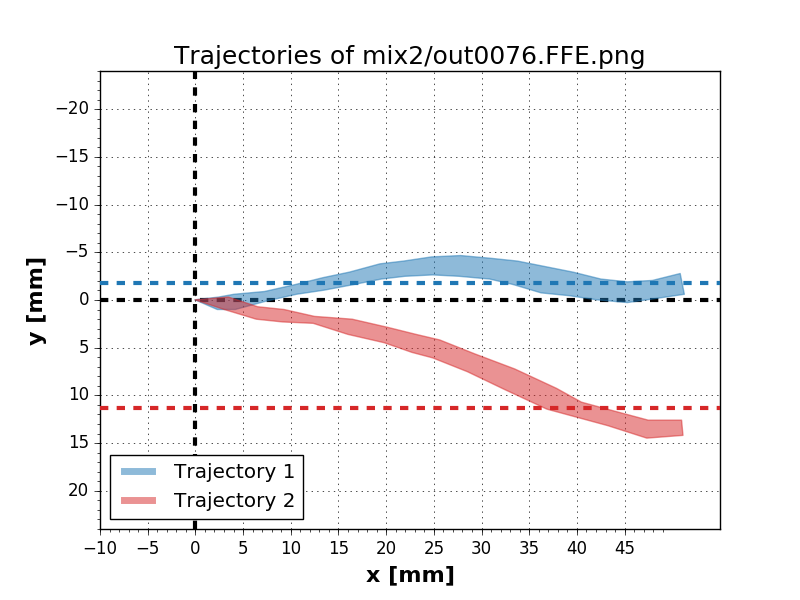 Trajectories of mix2/out0076.FFE.png
−20
−15
−10
−5
0
5
10
15
20
y [mm]
Trajectory 1
Trajectory 2
−10 −5 0 5 10 15 20 25 30 35 40 45
x [mm]